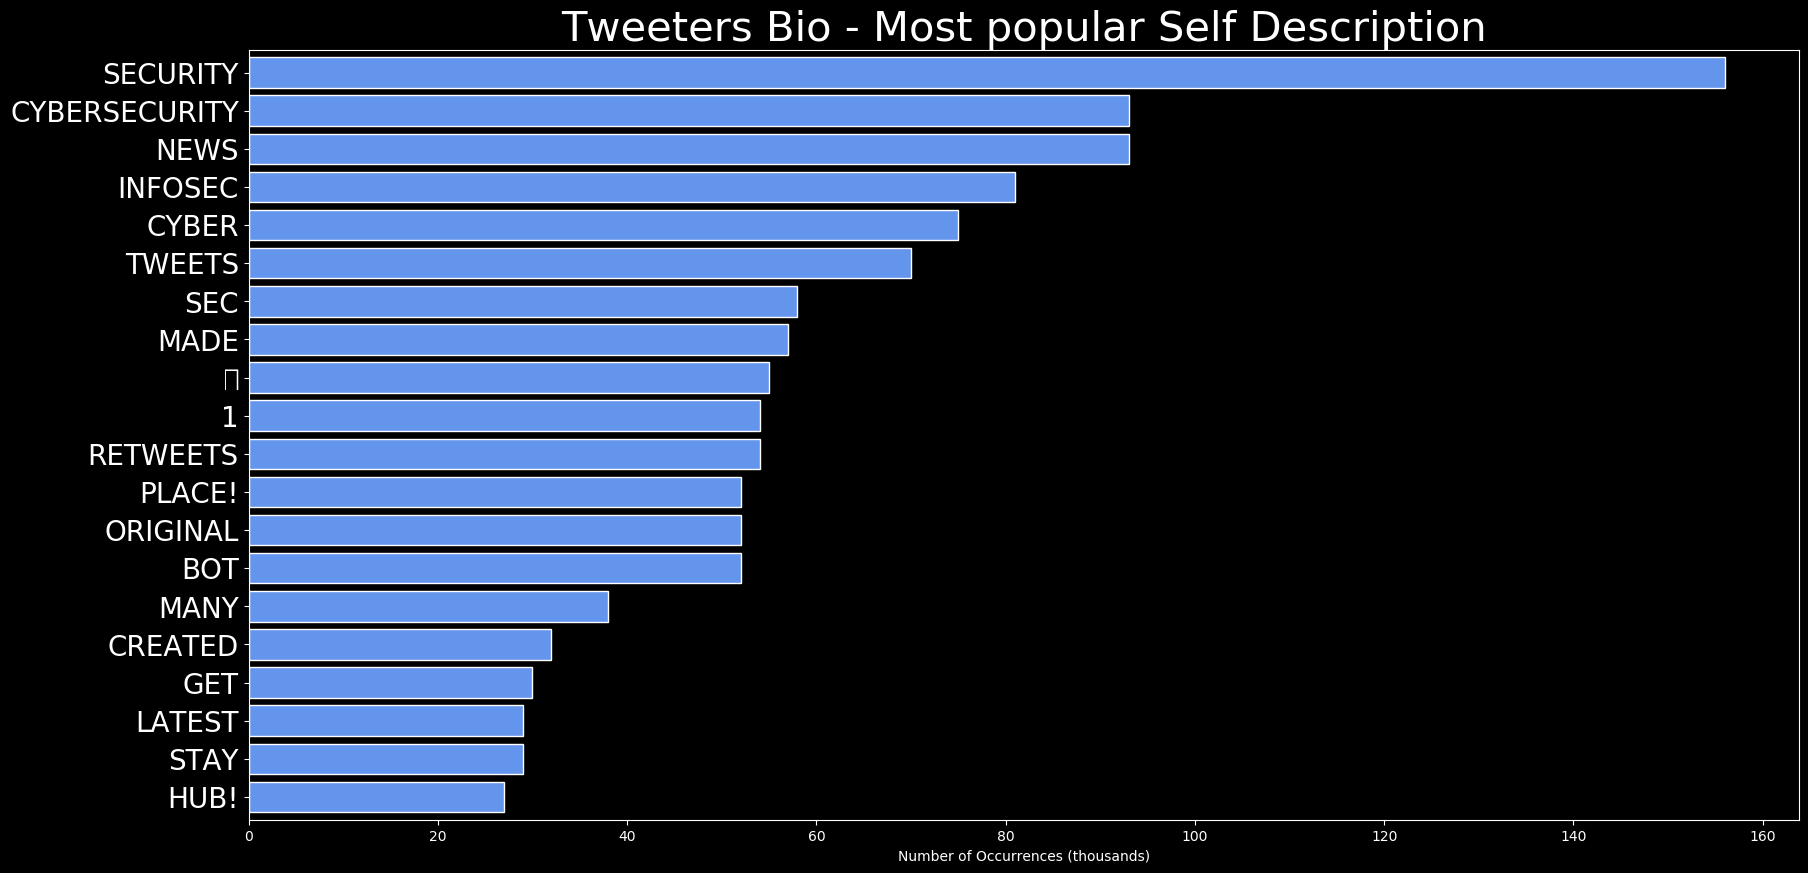 Tweeters Bio - Most popular Self Description
SECURITY
CYBERSECURITY
NEWS
INFOSEC
CYBER
TWEETS
SEC
MADE
1
RETWEETS
PLACE!
ORIGINAL
BOT
MANY
CREATED
GET
LATEST
STAY
HUB!
0 20 40 60 80 100 120 140 160
Number of Occurrences (thousands)